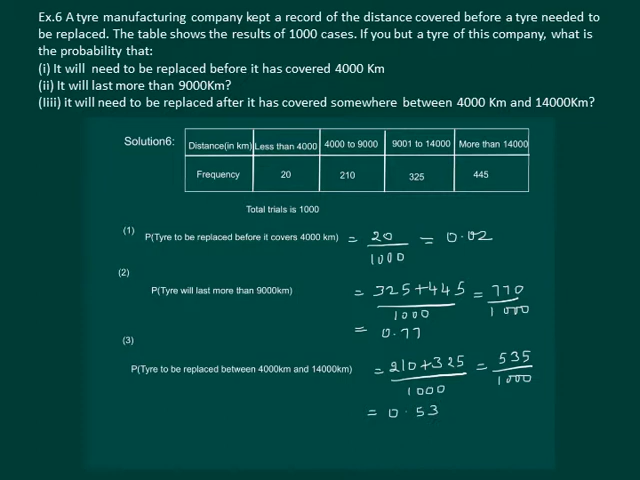 Ex.6 A tyre manufacturing company kept a record of the distance covered before a tyre needed to
be replaced. The table shows the results of 1000 cases. If you but a tyre of this company, what is
the probability that:
(i) It will need to be replaced before it has covered 4000 Km
(ii) It will last more than 9000Km?
(Iiii) it will need to be replaced after it has covered somewhere between 4000 Km and 14000Km?
Solution6:
Distance(in km) Less than 4000 4000 to 9000 9001 to 14000 More than 14000
Frequency 20 210 325 445
Total trials is 1000
(1) P(Tyre to be replaced before it covers 4000 km) = 20/1000 = 0.02
(2)
P(Tyre will last more than 9000km) = 325+445/1000 = 770/1000
= 0.77
(3)
P(Tyre to be replaced between 4000km and 14000km) = 210+325/1000 = 535/1000
= 0.53